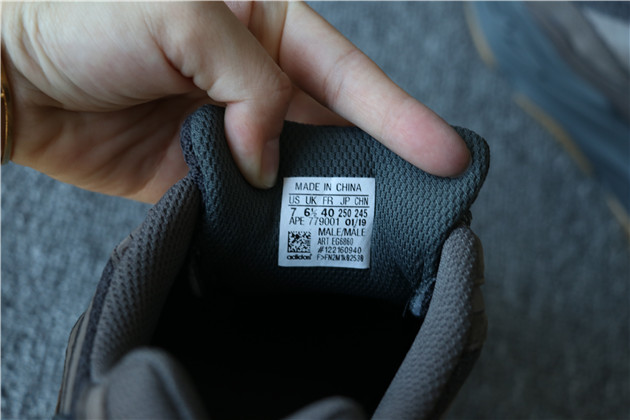 MADE IN CHINA
US UK FR JP CHN
7 6½ 40 250 245
APE 779001 01/19
MALE/MALE
ART EG6860
#122160940
adidas